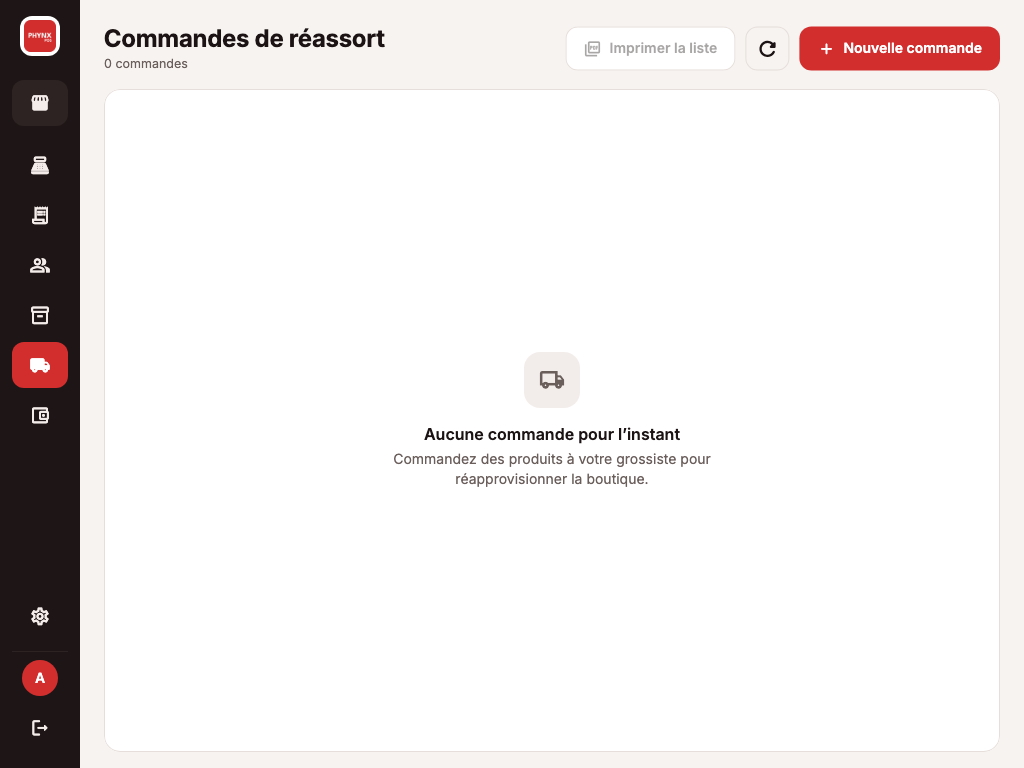 PHYNX
POS
Commandes de réassort
0 commandes
Imprimer la liste
Nouvelle commande
Aucune commande pour l’instant
Commandez des produits à votre grossiste pour
réapprovisionner la boutique.
A